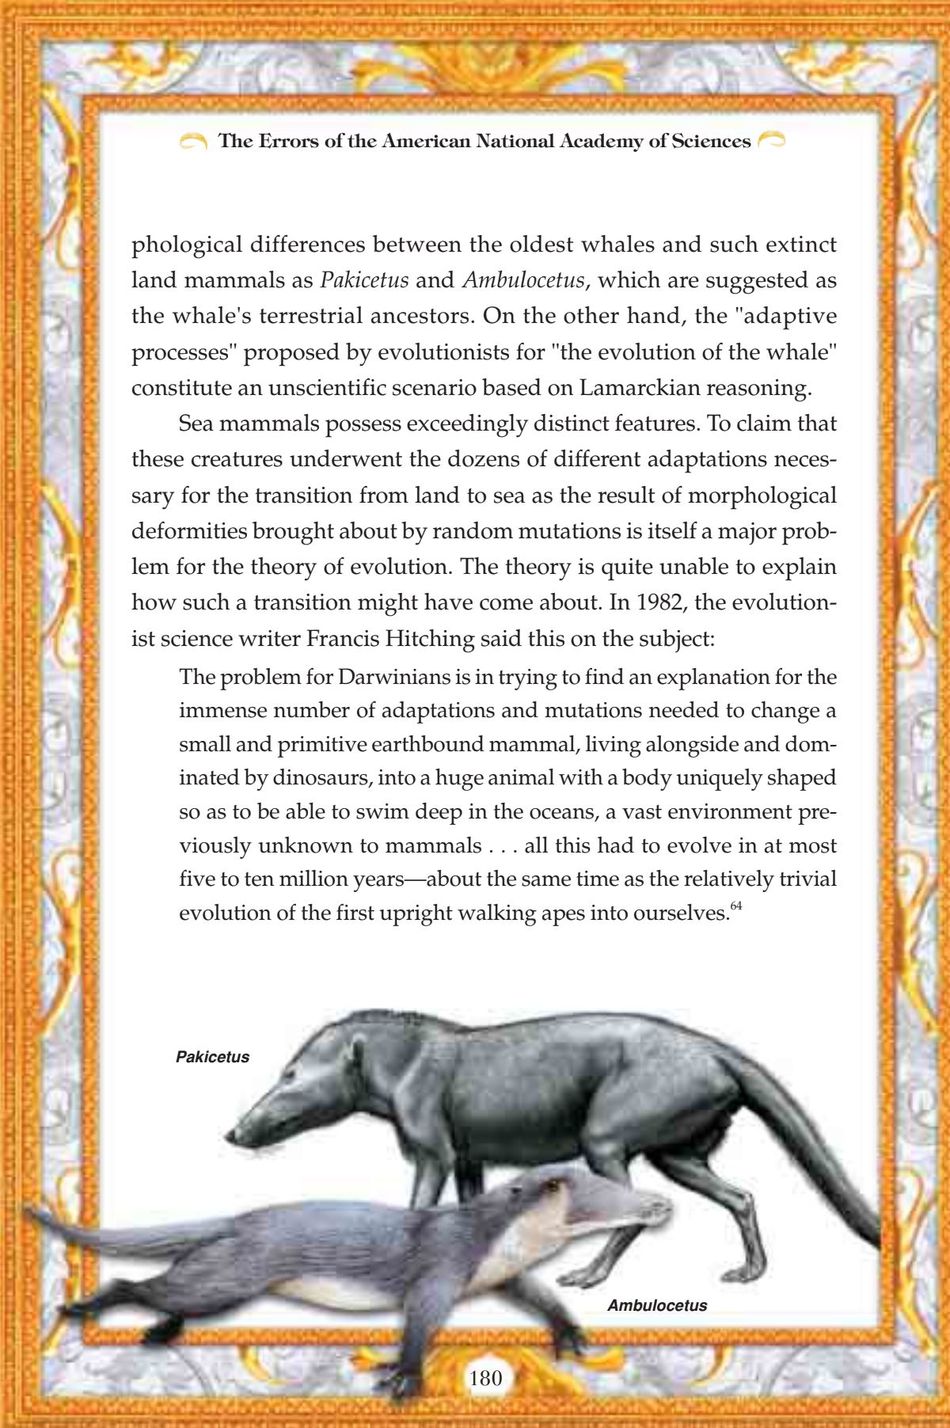 The Errors of the American National Academy of Sciences
phological differences between the oldest whales and such extinct
land mammals as Pakicetus and Ambulocetus, which are suggested as
the whale's terrestrial ancestors. On the other hand, the "adaptive
processes" proposed by evolutionists for "the evolution of the whale"
constitute an unscientific scenario based on Lamarckian reasoning.
Sea mammals possess exceedingly distinct features. To claim that
these creatures underwent the dozens of different adaptations neces-
sary for the transition from land to sea as the result of morphological
deformities brought about by random mutations is itself a major prob-
lem for the theory of evolution. The theory is quite unable to explain
how such a transition might have come about. In 1982, the evolution-
ist science writer Francis Hitching said this on the subject:
The problem for Darwinians is in trying to find an explanation for the
immense number of adaptations and mutations needed to change a
small and primitive earthbound mammal, living alongside and dom-
inated by dinosaurs, into a huge animal with a body uniquely shaped
so as to be able to swim deep in the oceans, a vast environment pre-
viously unknown to mammals . . . all this had to evolve in at most
five to ten million years—about the same time as the relatively trivial
evolution of the first upright walking apes into ourselves.64
Pakicetus
Ambulocetus
180